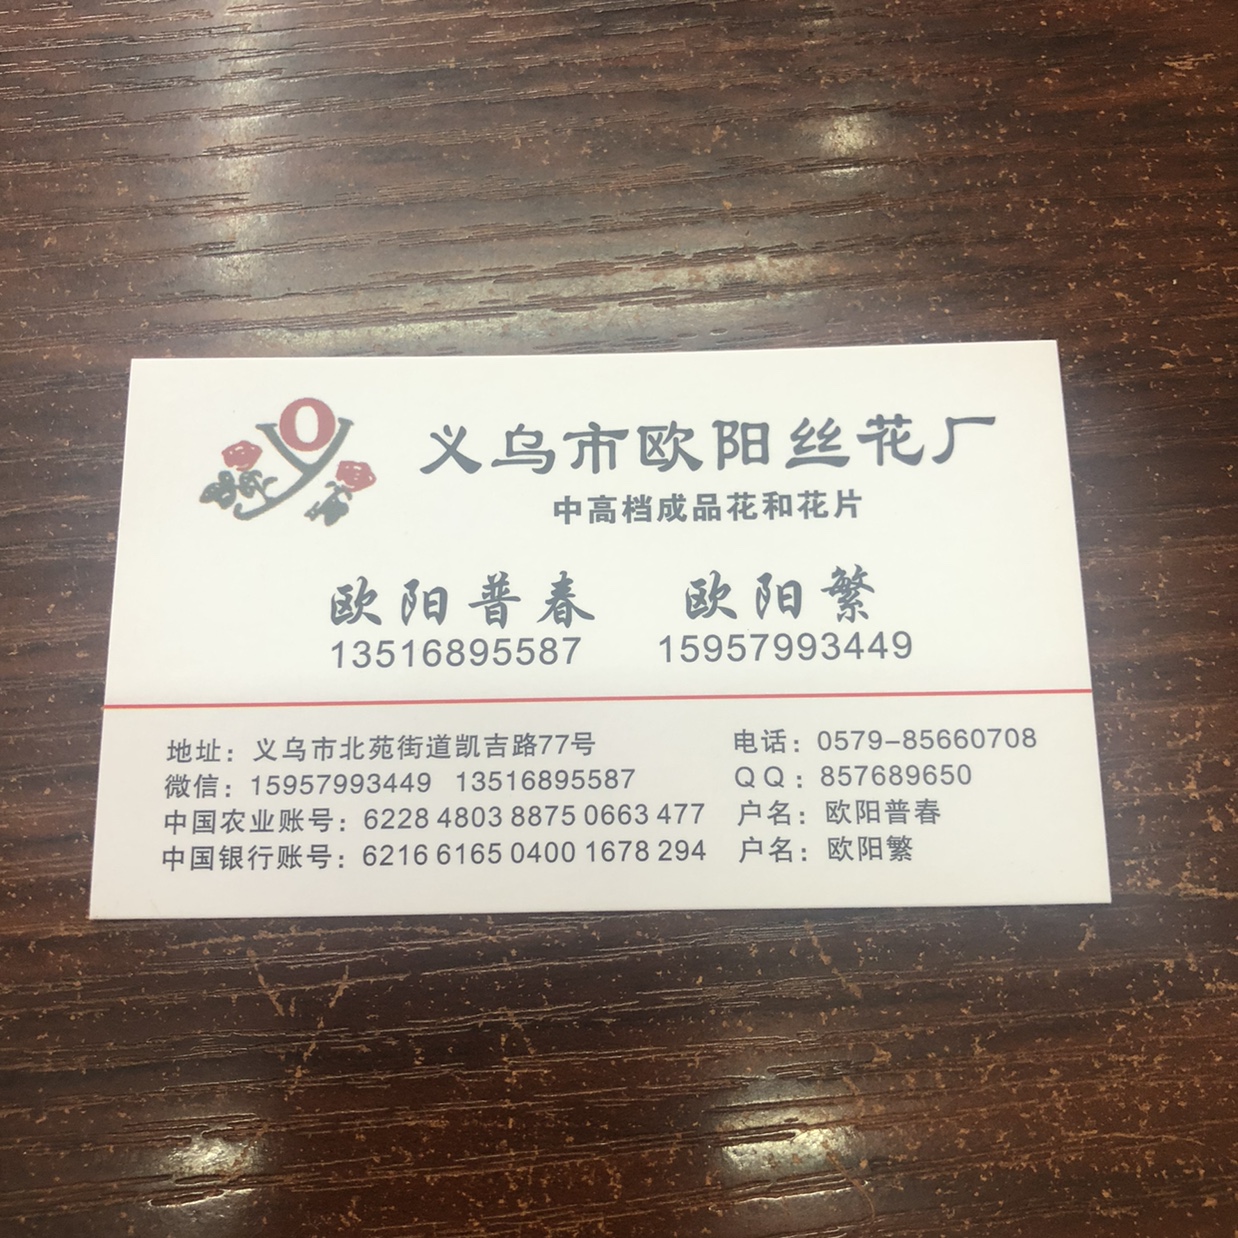 OY
义乌市欧阳丝花厂
中高档成品花和花片
欧阳普春 欧阳繁
13516895587 15957993449
地址：义乌市北苑街道凯吉路77号 电话：0579-85660708
微信：15957993449 13516895587 QQ：857689650
中国农业账号：6228 4803 8875 0663 477 户名：欧阳普春
中国银行账号：6216 6165 0400 1678 294 户名：欧阳繁